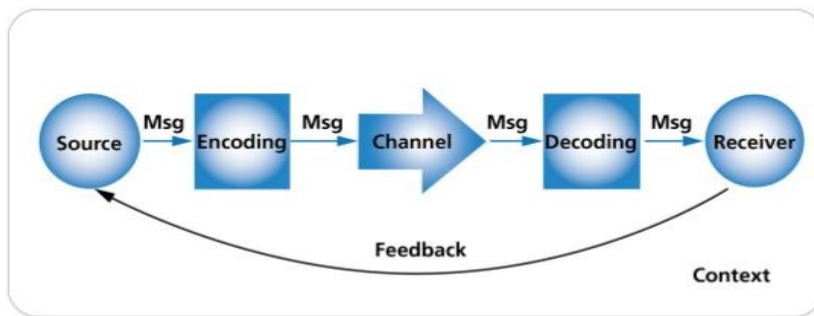 Msg Msg Msg Msg
Source Encoding Channel Decoding Receiver
Feedback
Context